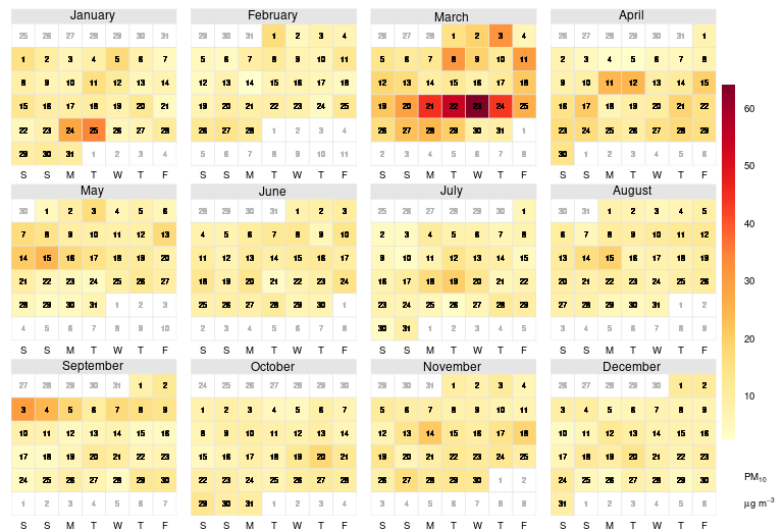 January
25 26 27 28 29 30 31
1 2 3 4 5 6 7
8 9 10 11 12 13 14
15 16 17 18 19 20 21
22 23 24 25 26 27 28
29 30 31 1 2 3 4
S S M T W T F
February
29 30 31 1 2 3 4
5 6 7 8 9 10 11
12 13 14 15 16 17 18
19 20 21 22 23 24 25
26 27 28 1 2 3 4
5 6 7 8 9 10 11
S S M T W T F
March
26 27 28 1 2 3 4
5 6 7 8 9 10 11
12 13 14 15 16 17 18
19 20 21 22 23 24 25
26 27 28 29 30 31 1
2 3 4 5 6 7 8
S S M T W T F
April
26 27 28 29 30 31 1
2 3 4 5 6 7 8
9 10 11 12 13 14 15
16 17 18 19 20 21 22
23 24 25 26 27 28 29
30 1 2 3 4 5 6
S S M T W T F
May
30 1 2 3 4 5 6
7 8 9 10 11 12 13
14 15 16 17 18 19 20
21 22 23 24 25 26 27
28 29 30 31 1 2 3
4 5 6 7 8 9 10
S S M T W T F
June
28 29 30 31 1 2 3
4 5 6 7 8 9 10
11 12 13 14 15 16 17
18 19 20 21 22 23 24
25 26 27 28 29 30 1
2 3 4 5 6 7 8
S S M T W T F
July
25 26 27 28 29 30 1
2 3 4 5 6 7 8
9 10 11 12 13 14 15
16 17 18 19 20 21 22
23 24 25 26 27 28 29
30 31 1 2 3 4 5
S S M T W T F
August
30 31 1 2 3 4 5
6 7 8 9 10 11 12
13 14 15 16 17 18 19
20 21 22 23 24 25 26
27 28 29 30 31 1 2
3 4 5 6 7 8 9
S S M T W T F
September
27 28 29 30 31 1 2
3 4 5 6 7 8 9
10 11 12 13 14 15 16
17 18 19 20 21 22 23
24 25 26 27 28 29 30
1 2 3 4 5 6 7
S S M T W T F
October
24 25 26 27 28 29 30
1 2 3 4 5 6 7
8 9 10 11 12 13 14
15 16 17 18 19 20 21
22 23 24 25 26 27 28
29 30 31 1 2 3 4
S S M T W T F
November
29 30 31 1 2 3 4
5 6 7 8 9 10 11
12 13 14 15 16 17 18
19 20 21 22 23 24 25
26 27 28 29 30 1 2
3 4 5 6 7 8 9
S S M T W T F
December
26 27 28 29 30 1 2
3 4 5 6 7 8 9
10 11 12 13 14 15 16
17 18 19 20 21 22 23
24 25 26 27 28 29 30
31 1 2 3 4 5 6
S S M T W T F
60
50
40
30
20
10
PM₁₀
μg m⁻³